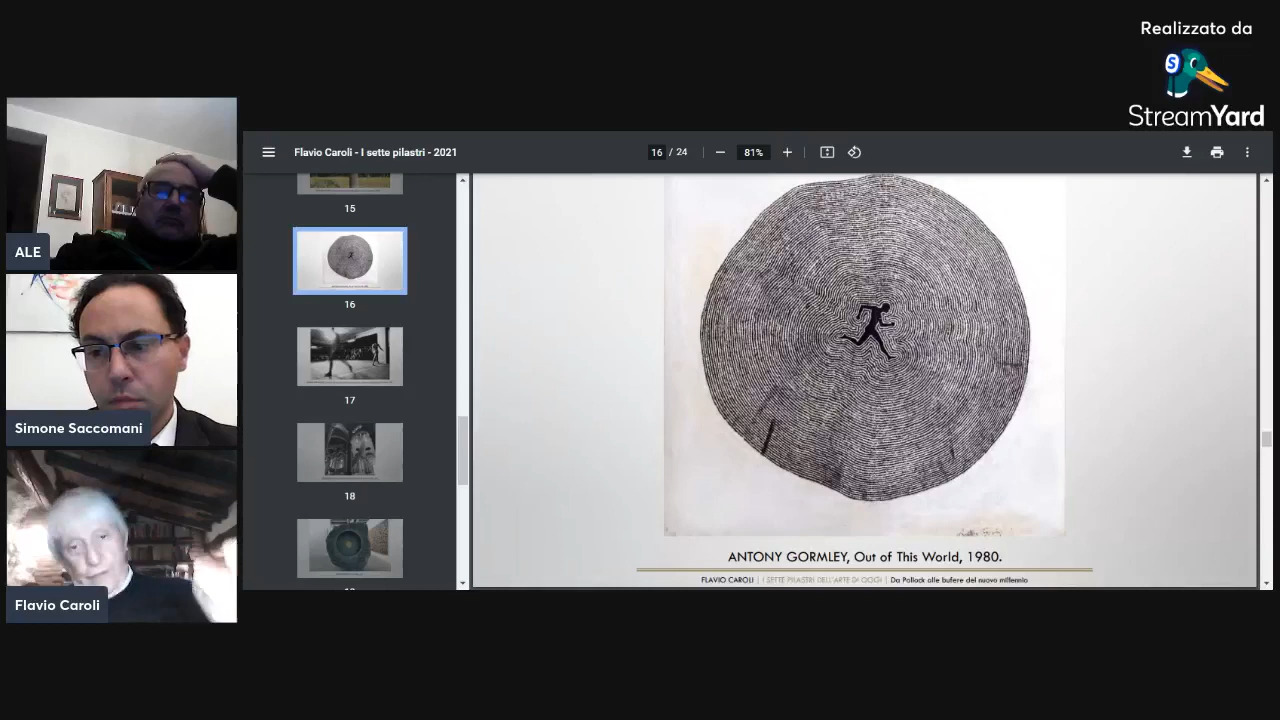 Realizzato da
StreamYard
ALE
Simone Saccomani
Flavio Caroli
Flavio Caroli - I sette pilastri - 2021
16 / 24
81%
15
16
17
18
ANTONY GORMLEY, Out of This World, 1980.
FLAVIO CAROLI | I SETTE PILASTRI DELL'ARTE DI OGGI | Da Pollock alle bufere del nuovo millennio